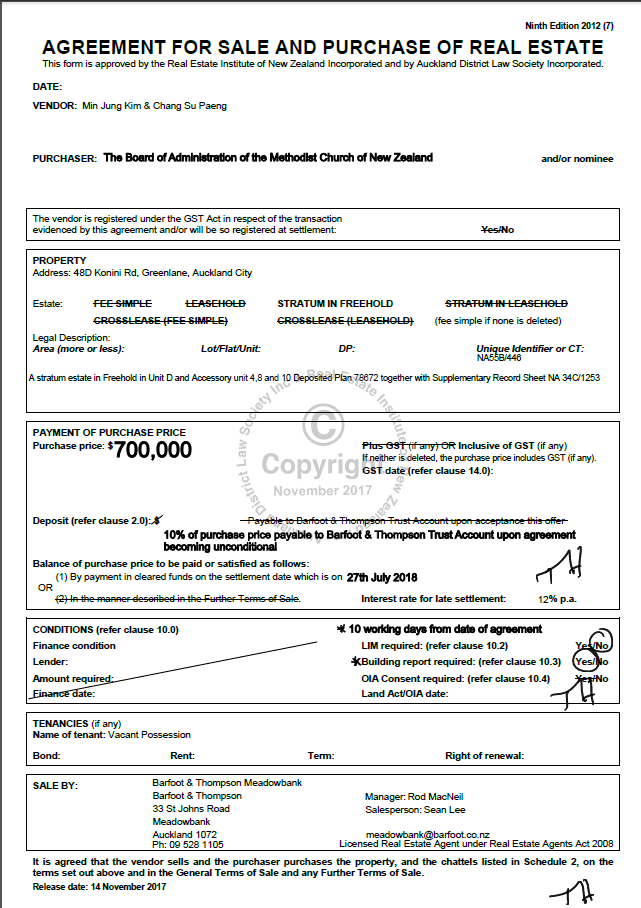 Ninth Edition 2012 (7)
AGREEMENT FOR SALE AND PURCHASE OF REAL ESTATE
This form is approved by the Real Estate Institute of New Zealand Incorporated and by Auckland District Law Society Incorporated.
DATE:
VENDOR: Min Jung Kim & Chang Su Paeng
PURCHASER: The Board of Administration of the Methodist Church of New Zealand and/or nominee
The vendor is registered under the GST Act in respect of the transaction
evidenced by this agreement and/or will be so registered at settlement: Yes/No
PROPERTY
Address: 48D Konini Rd, Greenlane, Auckland City
Estate: FEE SIMPLE LEASEHOLD STRATUM IN FREEHOLD STRATUM IN LEASEHOLD
CROSSLEASE (FEE SIMPLE) CROSSLEASE (LEASEHOLD) (fee simple if none is deleted)
Legal Description:
Area (more or less): Lot/Flat/Unit: DP: Unique Identifier or CT:
NA55B/446
A stratum estate in Freehold in Unit D and Accessory unit 4,8 and 10 Deposited Plan 78672 together with Supplementary Record Sheet NA 34C/1253
PAYMENT OF PURCHASE PRICE
Purchase price: $700,000 Plus GST (if any) OR Inclusive of GST (if any)
If neither is deleted, the purchase price includes GST (if any).
GST date (refer clause 14.0):
© Copyright
November 2017
Deposit (refer clause 2.0): $ Payable to Barfoot & Thompson Trust Account upon acceptance this offer
10% of purchase price payable to Barfoot & Thompson Trust Account upon agreement
becoming unconditional
Balance of purchase price to be paid or satisfied as follows:
(1) By payment in cleared funds on the settlement date which is on 27th July 2018
OR
(2) In the manner described in the Further Terms of Sale. Interest rate for late settlement: 12% p.a.
CONDITIONS (refer clause 10.0) * 10 working days from date of agreement
Finance condition LIM required: (refer clause 10.2) Yes/No
Lender: *Building report required: (refer clause 10.3) Yes/No
Amount required: OIA Consent required: (refer clause 10.4) Yes/No
Finance date: Land Act/OIA date:
TENANCIES (if any)
Name of tenant: Vacant Possession
Bond: Rent: Term: Right of renewal:
SALE BY: Barfoot & Thompson Meadowbank
Barfoot & Thompson Manager: Rod MacNeil
33 St Johns Road Salesperson: Sean Lee
Meadowbank
Auckland 1072 meadowbank@barfoot.co.nz
Ph: 09 528 1105 Licensed Real Estate Agent under Real Estate Agents Act 2008
It is agreed that the vendor sells and the purchaser purchases the property, and the chattels listed in Schedule 2, on the
terms set out above and in the General Terms of Sale and any Further Terms of Sale.
Release date: 14 November 2017